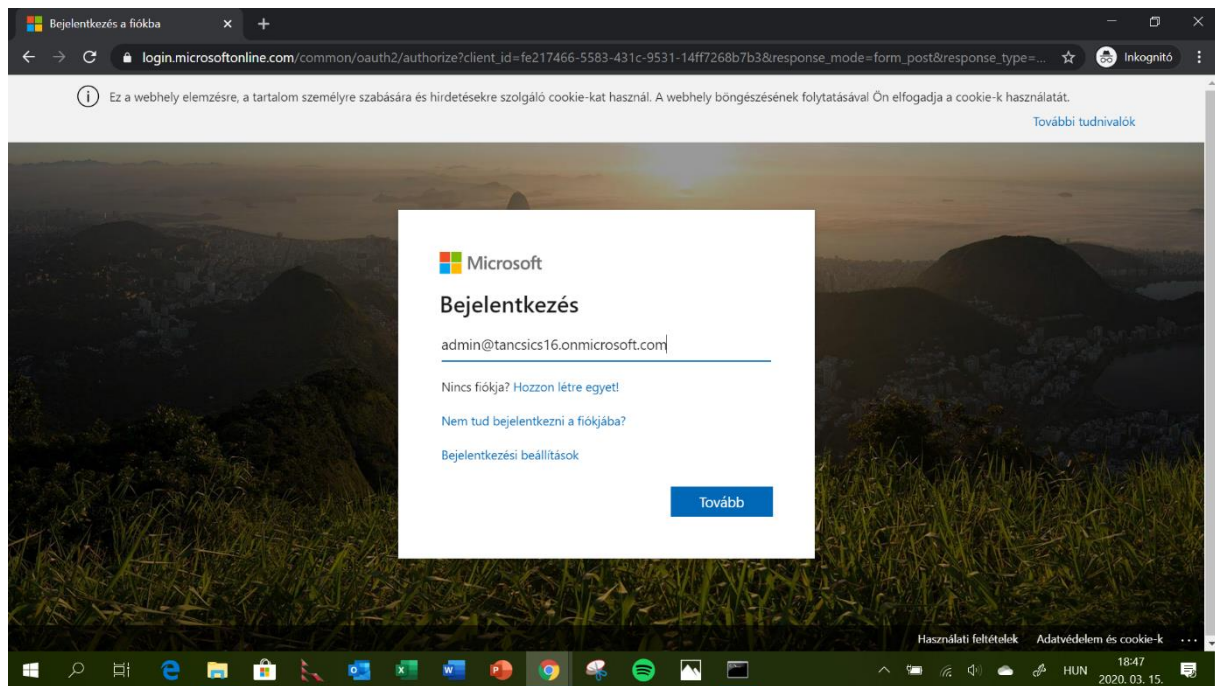 Bejelentkezés a fiókba
login.microsoftonline.com/common/oauth2/authorize?client_id=fe217466-5583-431c-9531-14ff7268b7b3&response_mode=form_post&response_type=...
Inkognitó
Ez a webhely elemzésre, a tartalom személyre szabására és hirdetésekre szolgáló cookie-kat használ. A webhely böngészésének folytatásával Ön elfogadja a cookie-k használatát.
További tudnivalók
Microsoft
Bejelentkezés
admin@tancsics16.onmicrosoft.com
Nincs fiókja? Hozzon létre egyet!
Nem tud bejelentkezni a fiókjába?
Bejelentkezési beállítások
Tovább
Használati feltételek Adatvédelem és cookie-k ...
HUN
18:47
2020. 03. 15.